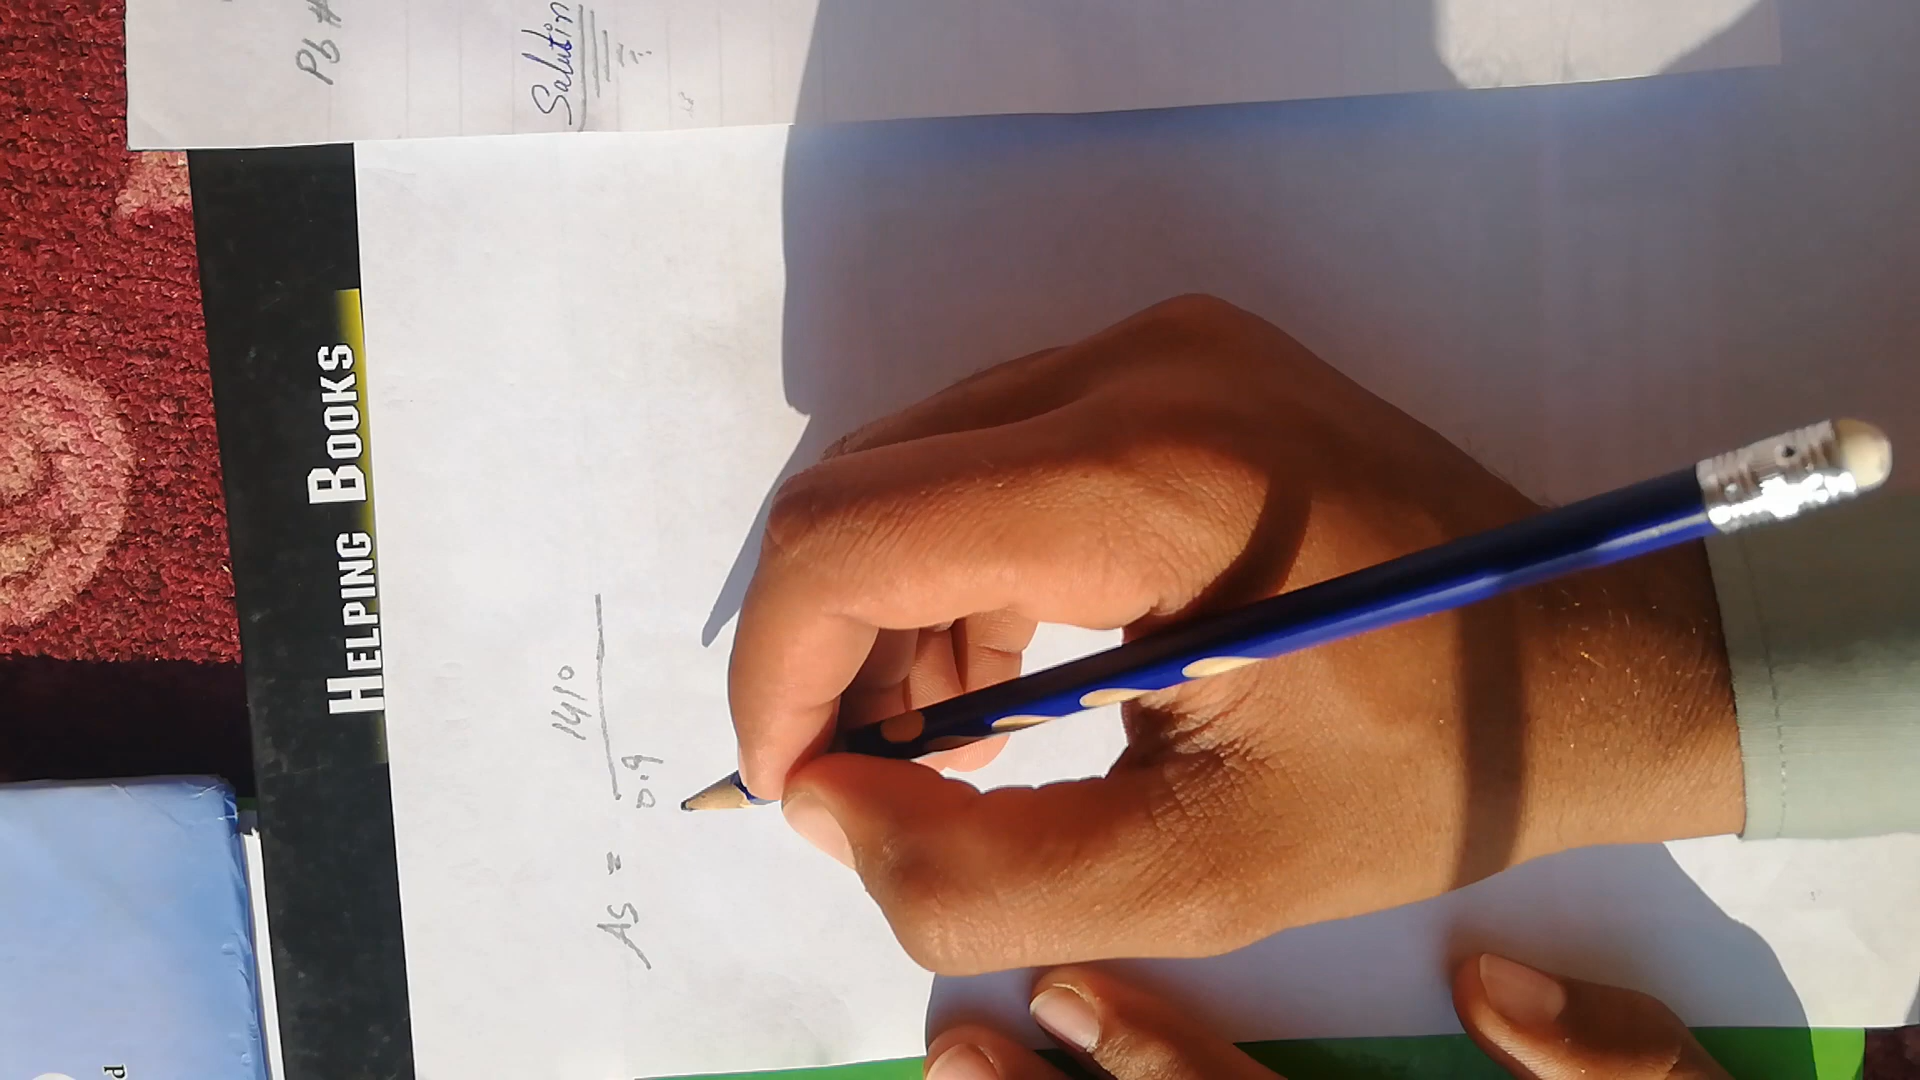 Pb #
Solution
HELPING BOOKS
1410
As =
0.9
d